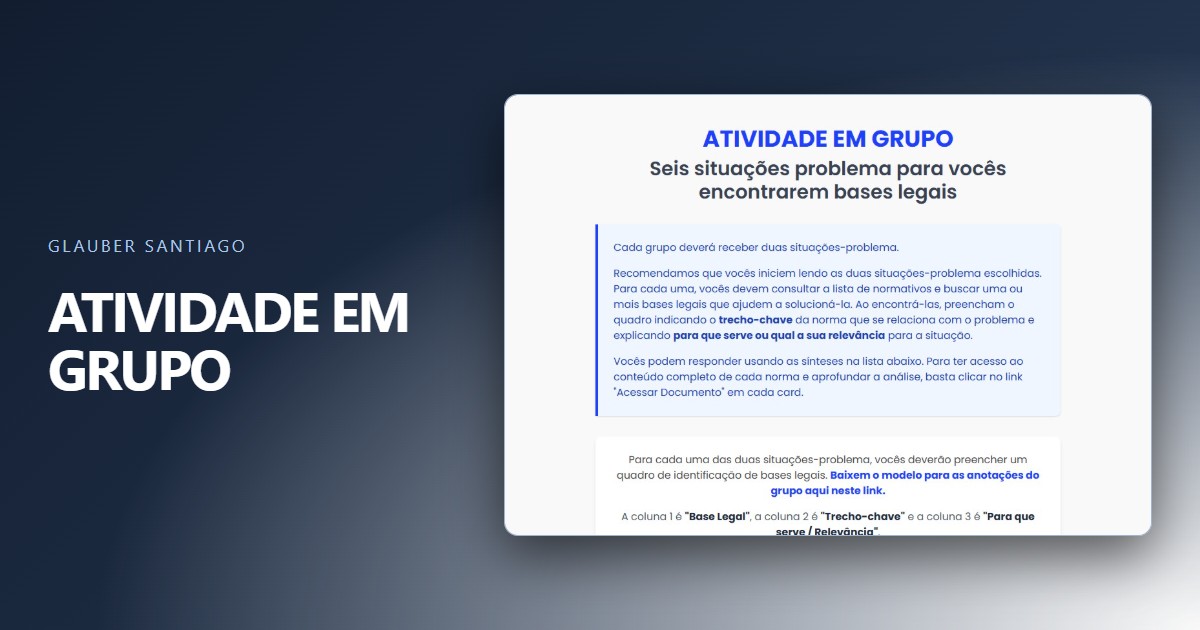 GLAUBER SANTIAGO
ATIVIDADE EM
GRUPO
ATIVIDADE EM GRUPO
Seis situações problema para vocês
encontrarem bases legais
Cada grupo deverá receber duas situações-problema.
Recomendamos que vocês iniciem lendo as duas situações-problema escolhidas.
Para cada uma, vocês devem consultar a lista de normativos e buscar uma ou
mais bases legais que ajudem a solucioná-la. Ao encontrá-las, preencham o
quadro indicando o trecho-chave da norma que se relaciona com o problema e
explicando para que serve ou qual a sua relevância para a situação.
Vocês podem responder usando as sínteses na lista abaixo. Para ter acesso ao
conteúdo completo de cada norma e aprofundar a análise, basta clicar no link
"Acessar Documento" em cada card.
Para cada uma das duas situações-problema, vocês deverão preencher um
quadro de identificação de bases legais. Baixem o modelo para as anotações do
grupo aqui neste link.
A coluna 1 é "Base Legal", a coluna 2 é "Trecho-chave" e a coluna 3 é "Para que
serve / Relevância".